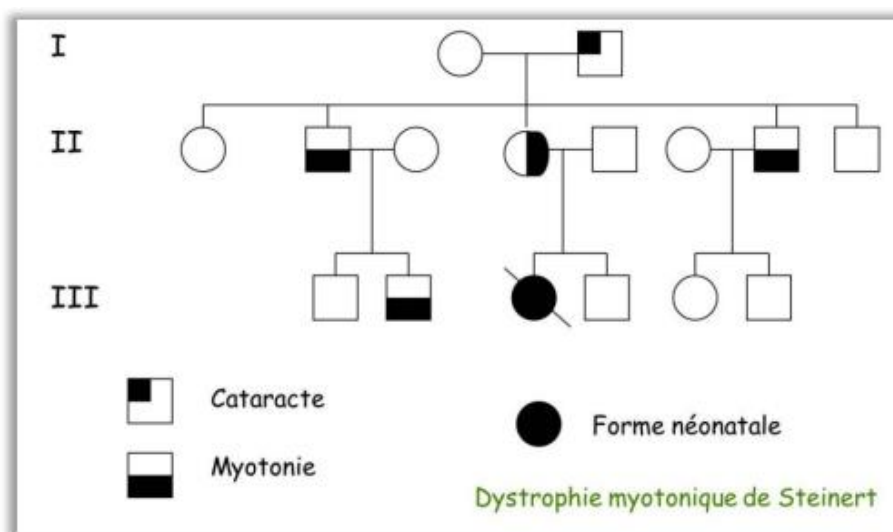 I
II
III
Cataracte
Forme néonatale
Myotonie
Dystrophie myotonique de Steinert